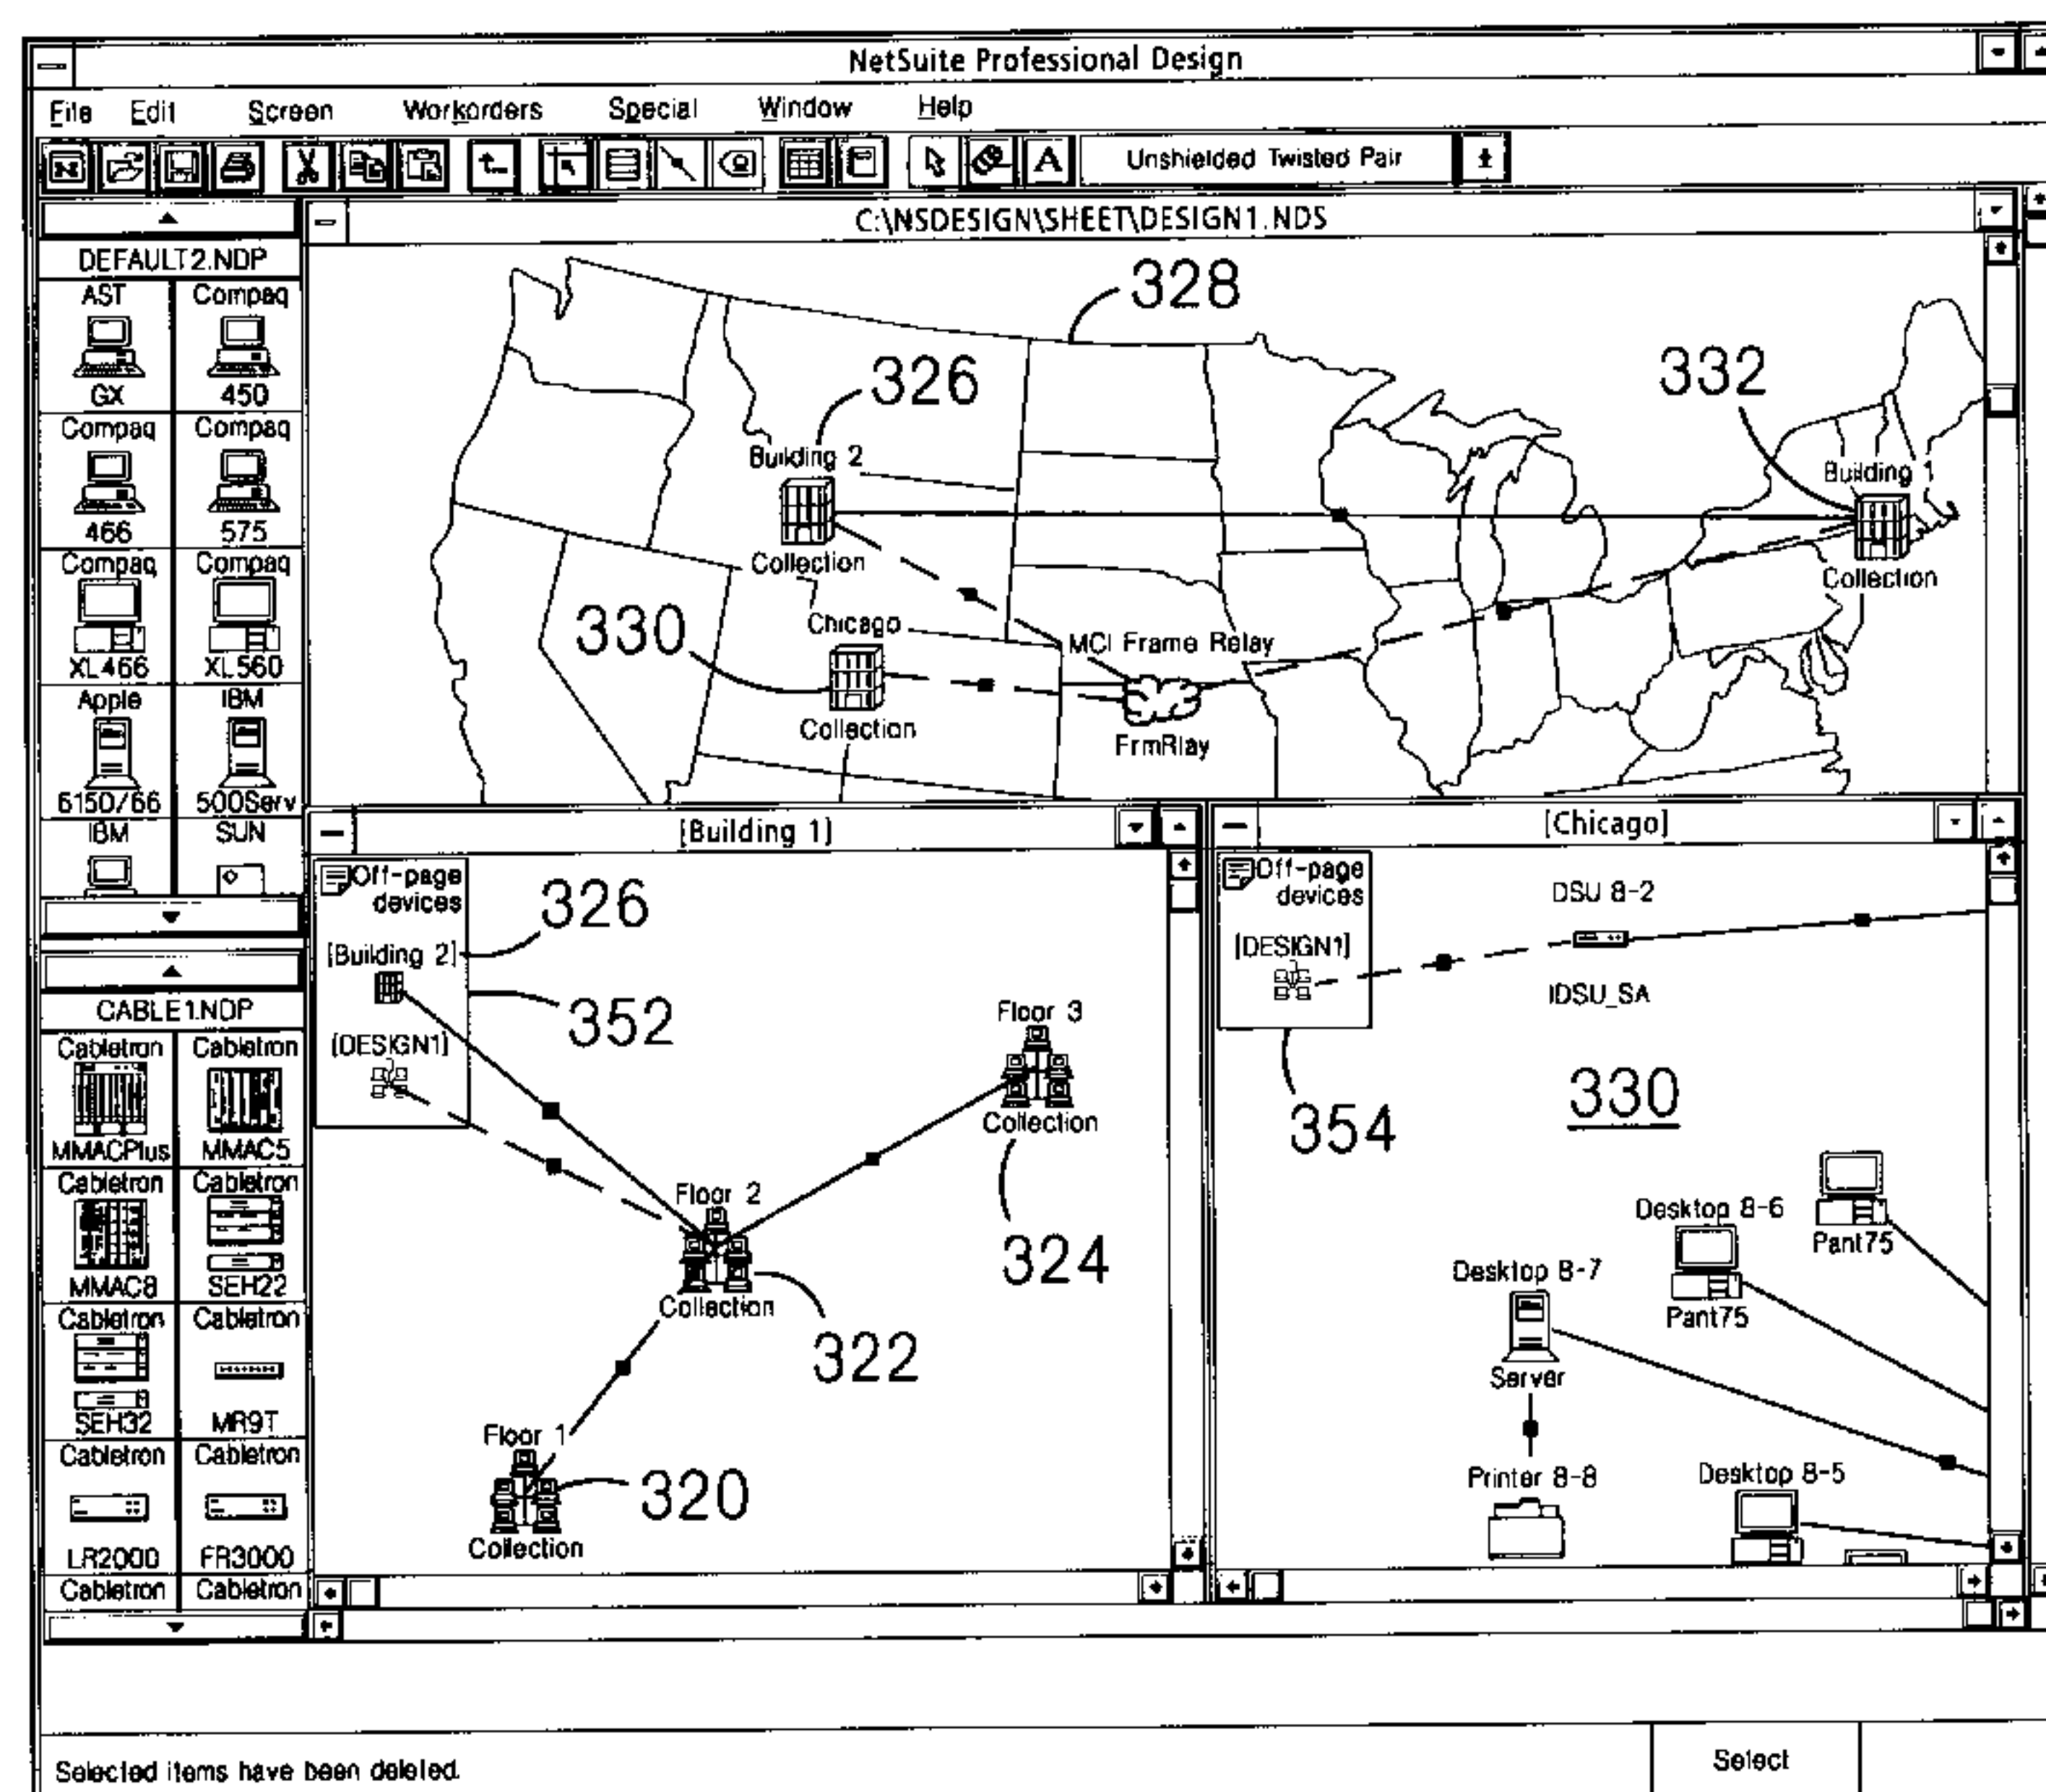 NetSuite Professional Design
File Edit Screen Workorders Special Window Help
A Unshielded Twisted Pair
C:\NSDESIGN\SHEET\DESIGN1.NDS
DEFAULT2.NDP
AST Compaq
GX 450
Compaq Compaq
466 575
Compaq Compaq
XL466 XL560
Apple IBM
6150/66 500Serv
IBM SUN
CABLE1.NDP
Cabletron Cabletron
MMACPlus MMAC5
Cabletron Cabletron
MMAC8 SEH22
Cabletron Cabletron
SEH32 MR9T
Cabletron Cabletron
LR2000 FR3000
Cabletron Cabletron
328
326
332
Building 2
Building 1
Collection
Collection
330
Chicago
MCI Frame Relay
Collection
FrmRlay
[Building 1]
Off-page
devices
326
[Building 2]
352
[DESIGN1]
Floor 3
Collection
324
Floor 2
Collection
322
Floor 1
320
Collection
[Chicago]
Off-page
devices
DSU 8-2
[DESIGN1]
IDSU_SA
354
330
Desktop 8-6
Pant75
Desktop 8-7
Pant75
Server
Printer 8-8
Desktop 8-5
Selected items have been deleted.
Select